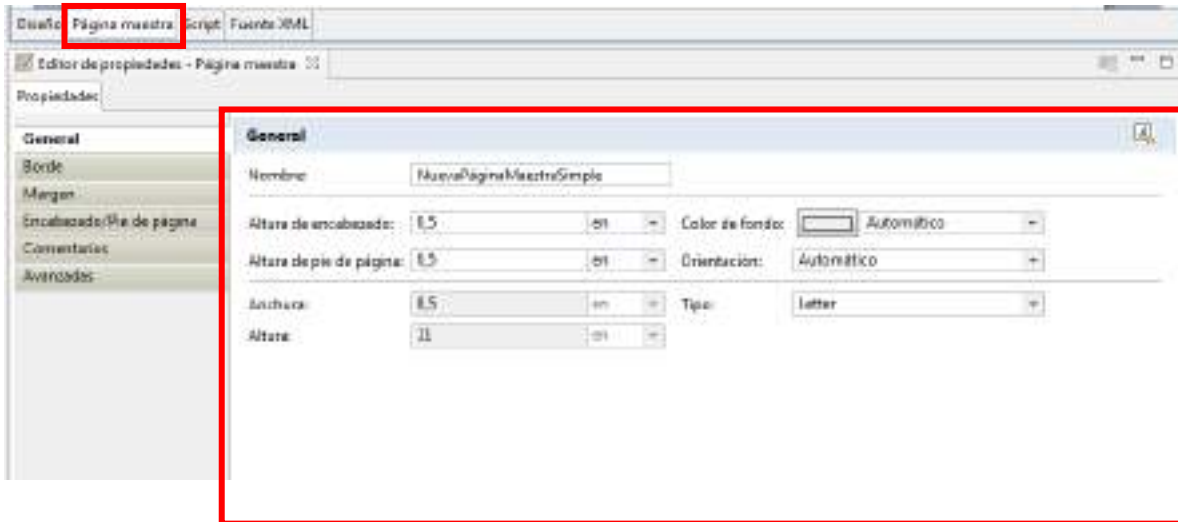 Diseño Página maestra Script Fuente XML
Editor de propiedades - Página maestra
Propiedades
General
Borde
Margen
Encabezado/Pie de página
Comentarios
Avanzadas
General
Nombre NuevaPáginaMaestraSimple
Altura de encabezado: 0,5 en Color de fondo: Automático
Altura de pie de página: 0,5 en Orientación: Automático
Anchura: 8,5 en Tipo: Letter
Altura: 11 en